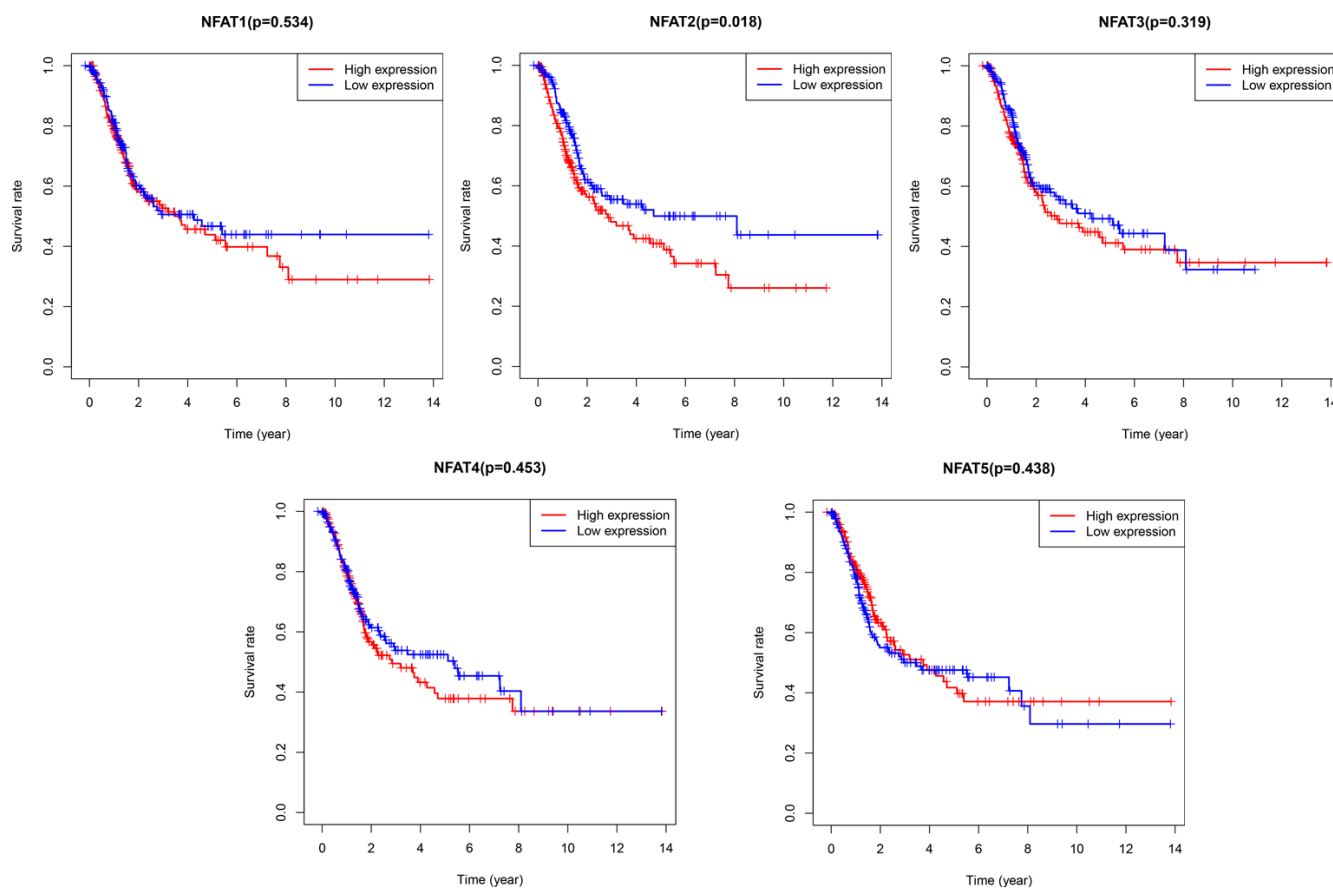 NFAT1(p=0.534)
High expression
Low expression
Survival rate
1.0
0.8
0.6
0.4
0.2
0.0
0 2 4 6 8 10 12 14
Time (year)
NFAT2(p=0.018)
High expression
Low expression
Survival rate
1.0
0.8
0.6
0.4
0.2
0.0
0 2 4 6 8 10 12 14
Time (year)
NFAT3(p=0.319)
High expression
Low expression
Survival rate
1.0
0.8
0.6
0.4
0.2
0.0
0 2 4 6 8 10 12 14
Time (year)
NFAT4(p=0.453)
High expression
Low expression
Survival rate
1.0
0.8
0.6
0.4
0.2
0.0
0 2 4 6 8 10 12 14
Time (year)
NFAT5(p=0.438)
High expression
Low expression
Survival rate
1.0
0.8
0.6
0.4
0.2
0.0
0 2 4 6 8 10 12 14
Time (year)